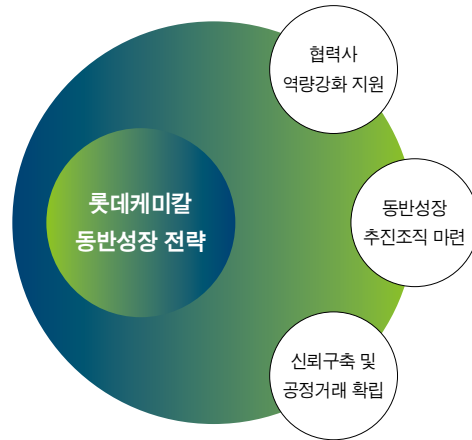 롯데케미칼
동반성장 전략
협력사
역량강화 지원
동반성장
추진조직 마련
신뢰구축 및
공정거래 확립